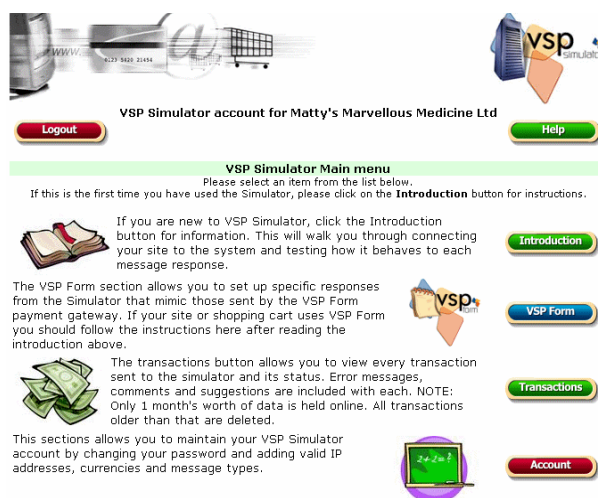 www.
0123 5420 21654
@
vsp
simulator
VSP Simulator account for Matty's Marvellous Medicine Ltd
Logout
Help
VSP Simulator Main menu
Please select an item from the list below.
If this is the first time you have used the Simulator, please click on the Introduction button for instructions.
If you are new to VSP Simulator, click the Introduction
button for information. This will walk you through connecting
your site to the system and testing how it behaves to each
message response.
Introduction
The VSP Form section allows you to set up specific responses
from the Simulator that mimic those sent by the VSP Form
payment gateway. If your site or shopping cart uses VSP Form
you should follow the instructions here after reading the
introduction above.
vsp
form
VSP Form
The transactions button allows you to view every transaction
sent to the simulator and its status. Error messages,
comments and suggestions are included with each. NOTE:
Only 1 month's worth of data is held online. All transactions
older than that are deleted.
Transactions
This sections allows you to maintain your VSP Simulator
account by changing your password and adding valid IP
addresses, currencies and message types.
2+2=?
Account